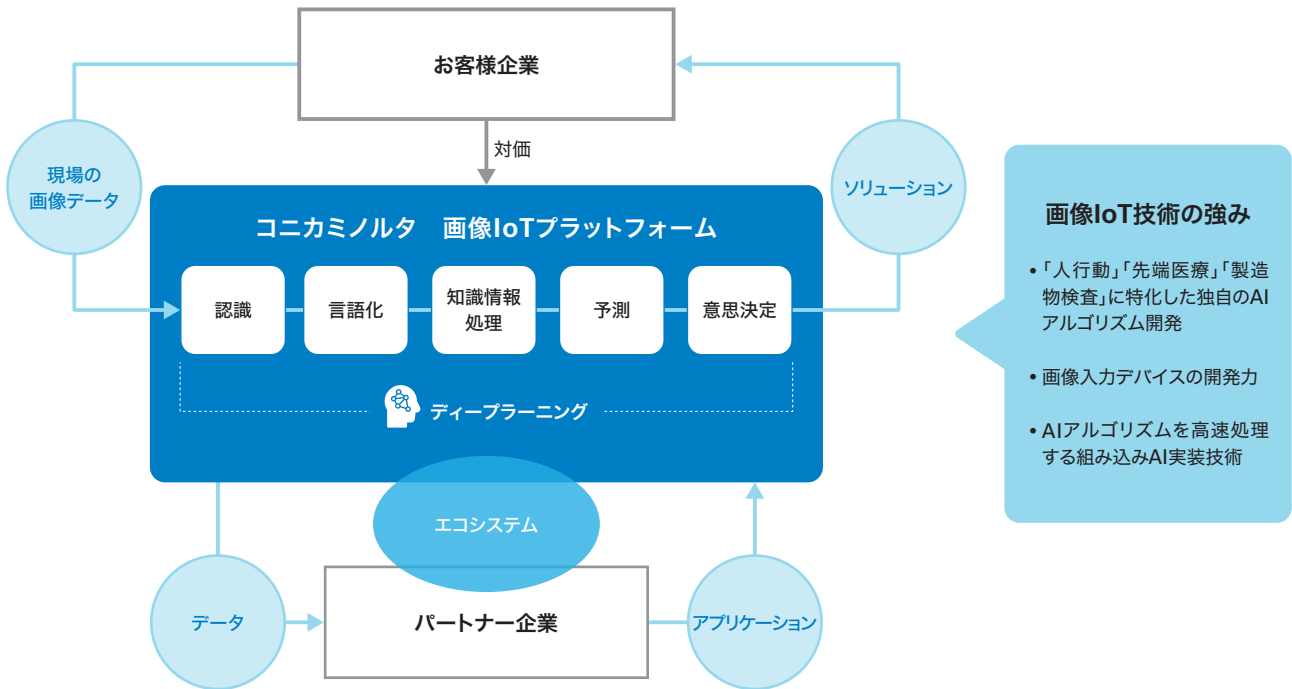 お客様企業
対価
現場の
画像データ
ソリューション
コニカミノルタ　画像IoTプラットフォーム
認識
言語化
知識情報
処理
予測
意思決定
ディープラーニング
エコシステム
データ
パートナー企業
アプリケーション
画像IoT技術の強み
•「人行動」「先端医療」「製造
物検査」に特化した独自のAI
アルゴリズム開発
• 画像入力デバイスの開発力
• AIアルゴリズムを高速処理
する組み込みAI実装技術